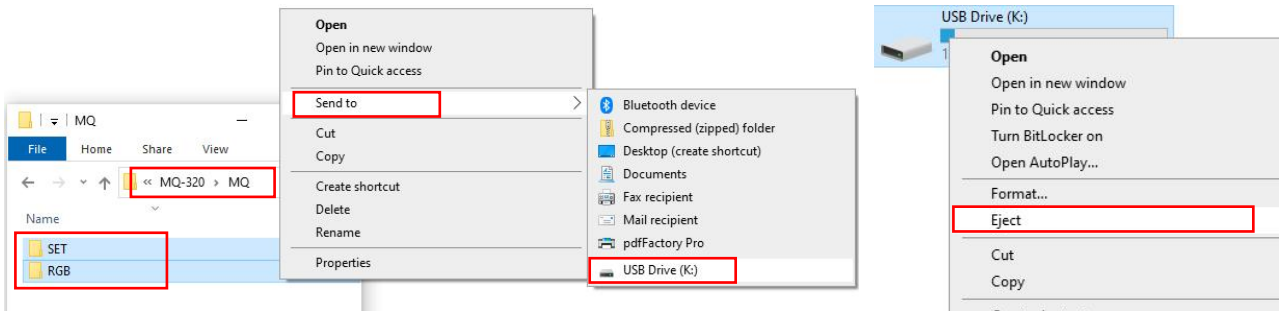 MQ
File Home Share View
« MQ-320 › MQ
Name
SET
RGB
Open
Open in new window
Pin to Quick access
Send to
Cut
Copy
Create shortcut
Delete
Rename
Properties
Bluetooth device
Compressed (zipped) folder
Desktop (create shortcut)
Documents
Fax recipient
Mail recipient
pdfFactory Pro
USB Drive (K:)
USB Drive (K:)
1
Open
Open in new window
Pin to Quick access
Turn BitLocker on
Open AutoPlay...
Format...
Eject
Cut
Copy